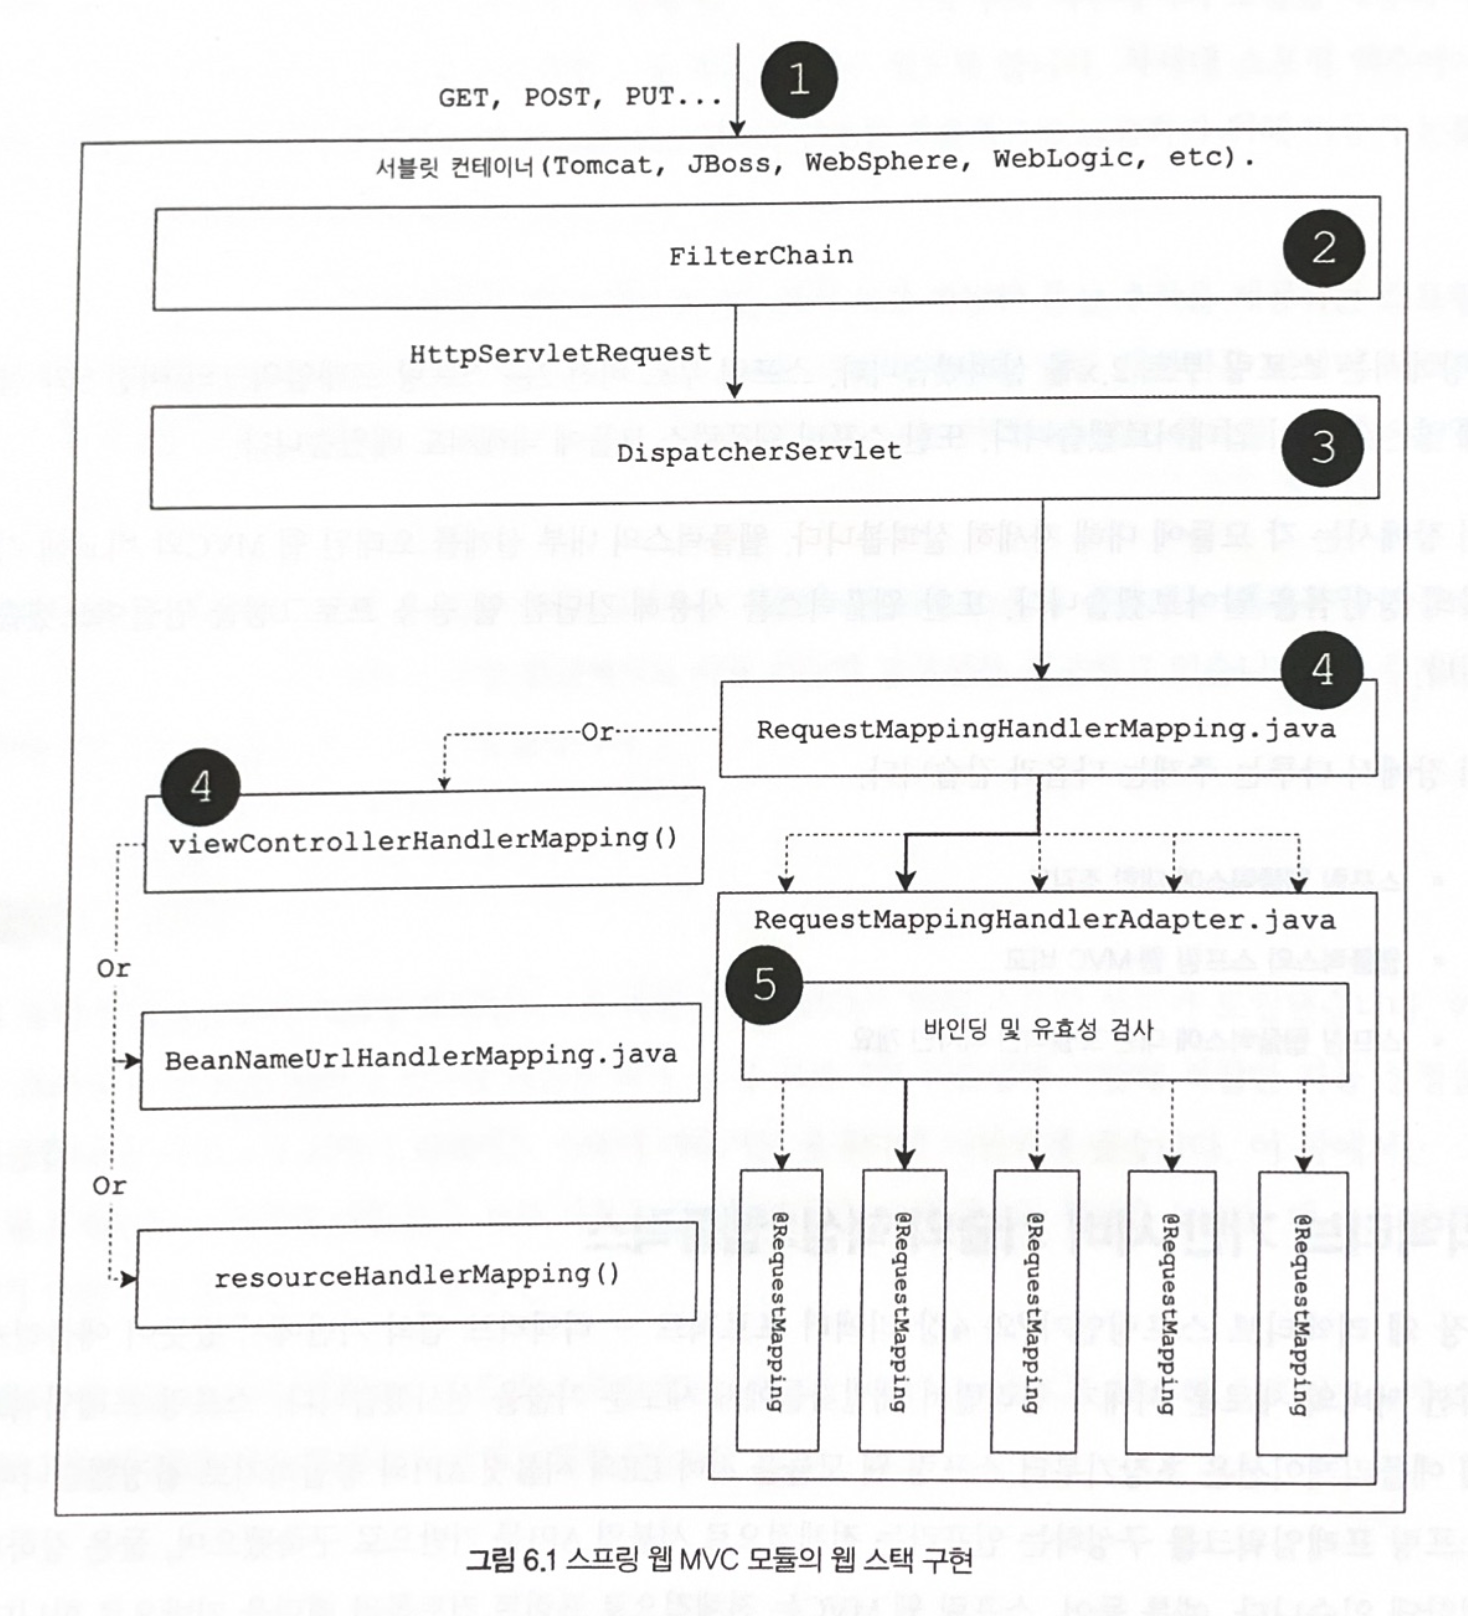 1
GET, POST, PUT...
서블릿 컨테이너(Tomcat, JBoss, WebSphere, WebLogic, etc).
FilterChain
2
HttpServletRequest
DispatcherServlet
3
4
RequestMappingHandlerMapping.java
Or
4
viewControllerHandlerMapping()
RequestMappingHandlerAdapter.java
Or
5
바인딩 및 유효성 검사
BeanNameUrlHandlerMapping.java
Or
resourceHandlerMapping()
@RequestMapping
@RequestMapping
@RequestMapping
@RequestMapping
@RequestMapping
그림 6.1 스프링 웹 MVC 모듈의 웹 스택 구현